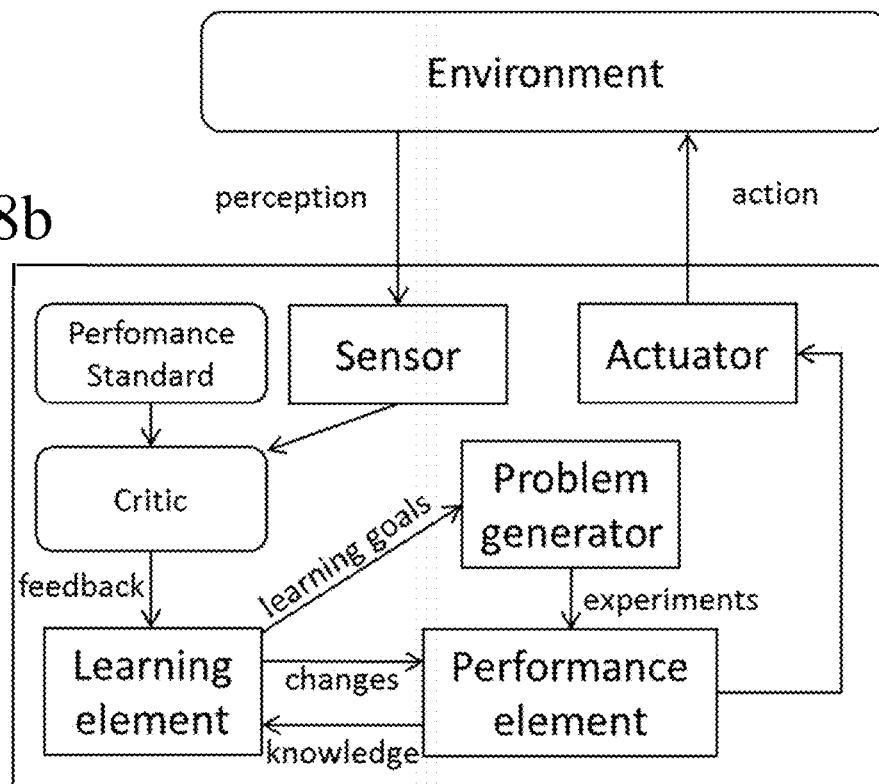 Environment
perception
action
8b
Perfomance
Standard
Sensor
Actuator
Critic
Problem
generator
learning goals
feedback
experiments
Learning
element
changes
knowledge
Performance
element